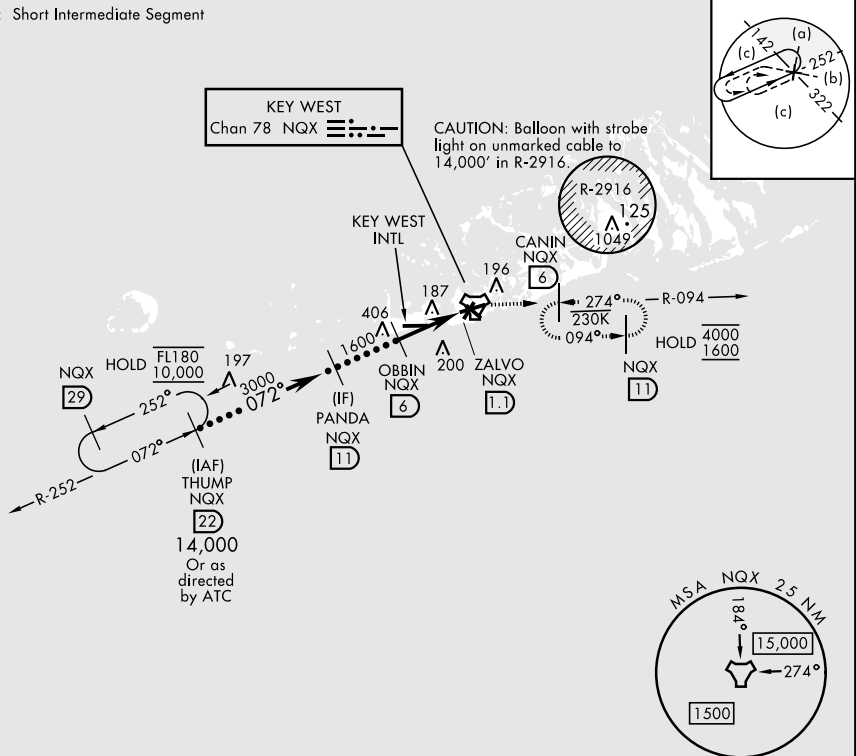 Short Intermediate Segment
142
(a)
(c)
252
(b)
322
(c)
KEY WEST
Chan 78 NQX
CAUTION: Balloon with strobe
light on unmarked cable to
14,000' in R-2916.
R-2916
125
1049
KEY WEST
INTL
CANIN
NQX
6
196
187
406
274°
R-094
230K
094°
HOLD 4000
1600
NQX
11
1600
200
OBBIN
NQX
6
ZALVO
NQX
1.1
HOLD FL180
10,000
197
3000
072°
NQX
29
252°
072°
R-252
(IF)
PANDA
NQX
11
(IAF)
THUMP
NQX
22
14,000
Or as
directed
by ATC
MSA NQX 25 NM
184°
15,000
274°
1500